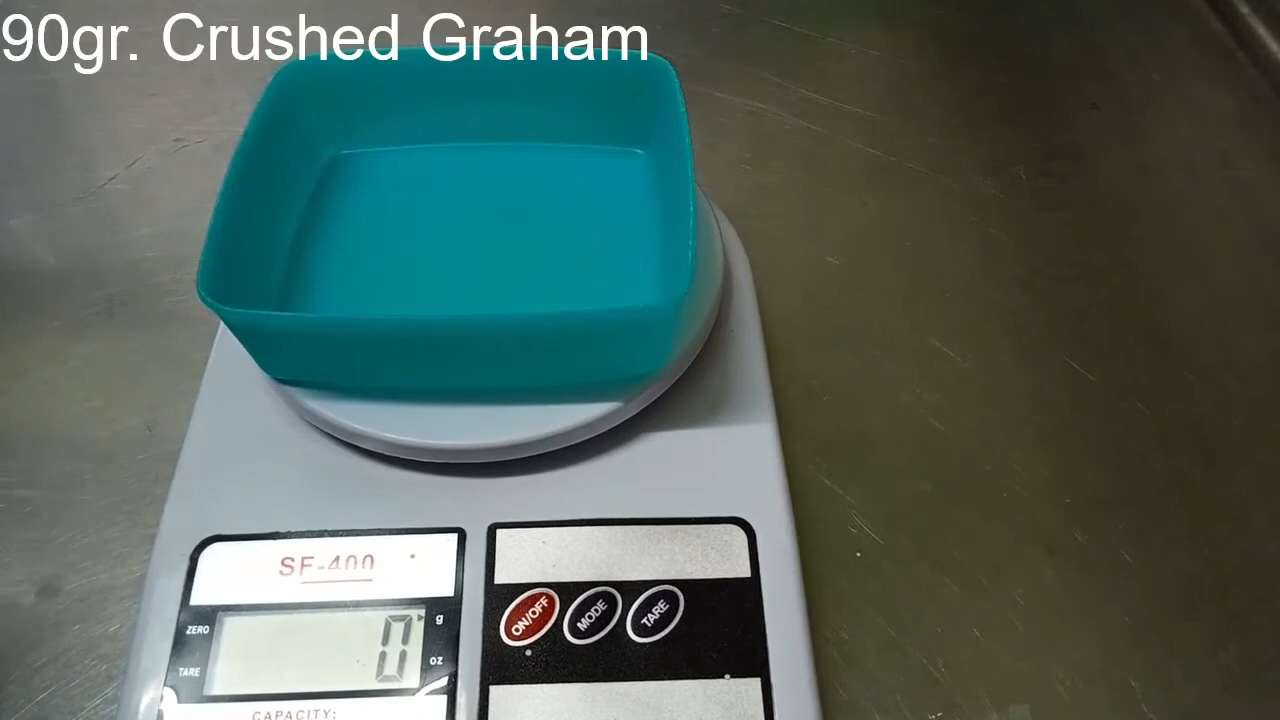 90gr. Crushed Graham
SF-400
ZERO
g
TARE
oz
0
ON/OFF
MODE
TARE
CAPACITY: